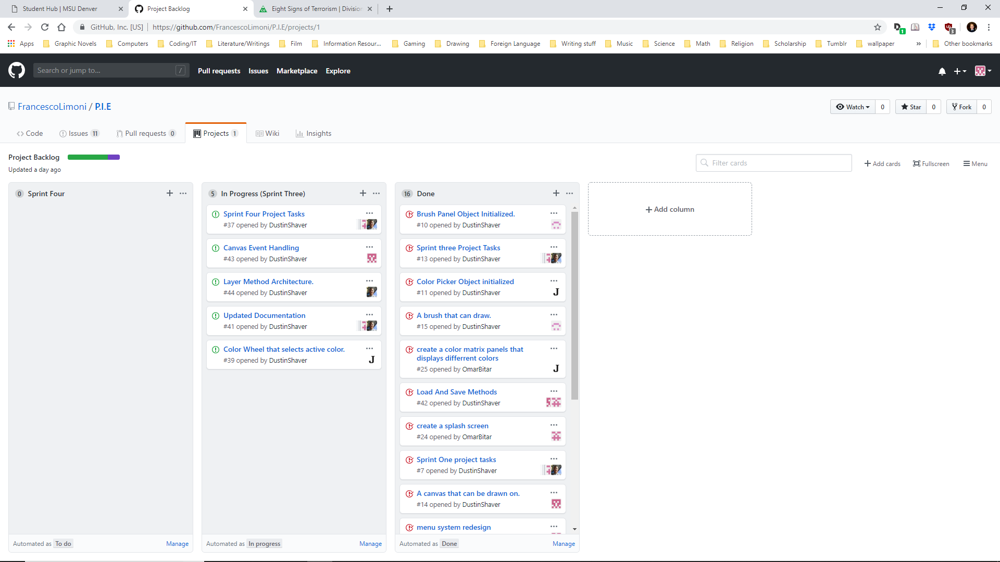 Student Hub | MSU Denver
Project Backlog
Eight Signs of Terrorism | Division
GitHub, Inc. [US]
https://github.com/FrancescoLimoni/P.I.E/projects/1
1
3
Apps
Graphic Novels
Computers
Coding/IT
Literature/Writings
Film
Information Resour...
Gaming
Drawing
Foreign Language
Writing stuff
Music
Science
Math
Religion
Scholarship
Tumblr
wallpaper
»
Other bookmarks
Search or jump to...
/
Pull requests
Issues
Marketplace
Explore
FrancescoLimoni / P.I.E
Watch 0
Star 0
Fork 0
Code
Issues 11
Pull requests 0
Projects 1
Wiki
Insights
Project Backlog
Updated a day ago
Filter cards
Add cards
Fullscreen
Menu
0 Sprint Four
Automated as To do
Manage
5 In Progress (Sprint Three)
Sprint Four Project Tasks
#37 opened by DustinShaver
Canvas Event Handling
#43 opened by DustinShaver
Layer Method Architecture.
#44 opened by DustinShaver
Updated Documentation
#41 opened by DustinShaver
Color Wheel that selects active color.
#39 opened by DustinShaver
J
Automated as In progress
Manage
16 Done
Brush Panel Object Initialized.
#10 opened by DustinShaver
Sprint three Project Tasks
#13 opened by DustinShaver
Color Picker Object initialized
#11 opened by DustinShaver
J
A brush that can draw.
#15 opened by DustinShaver
create a color matrix panels that
displays differrent colors
#25 opened by OmarBitar
J
Load And Save Methods
#42 opened by DustinShaver
create a splash screen
#24 opened by OmarBitar
Sprint One project tasks
#7 opened by DustinShaver
A canvas that can be drawn on.
#14 opened by DustinShaver
menu system redesign
Automated as Done
Manage
Add column